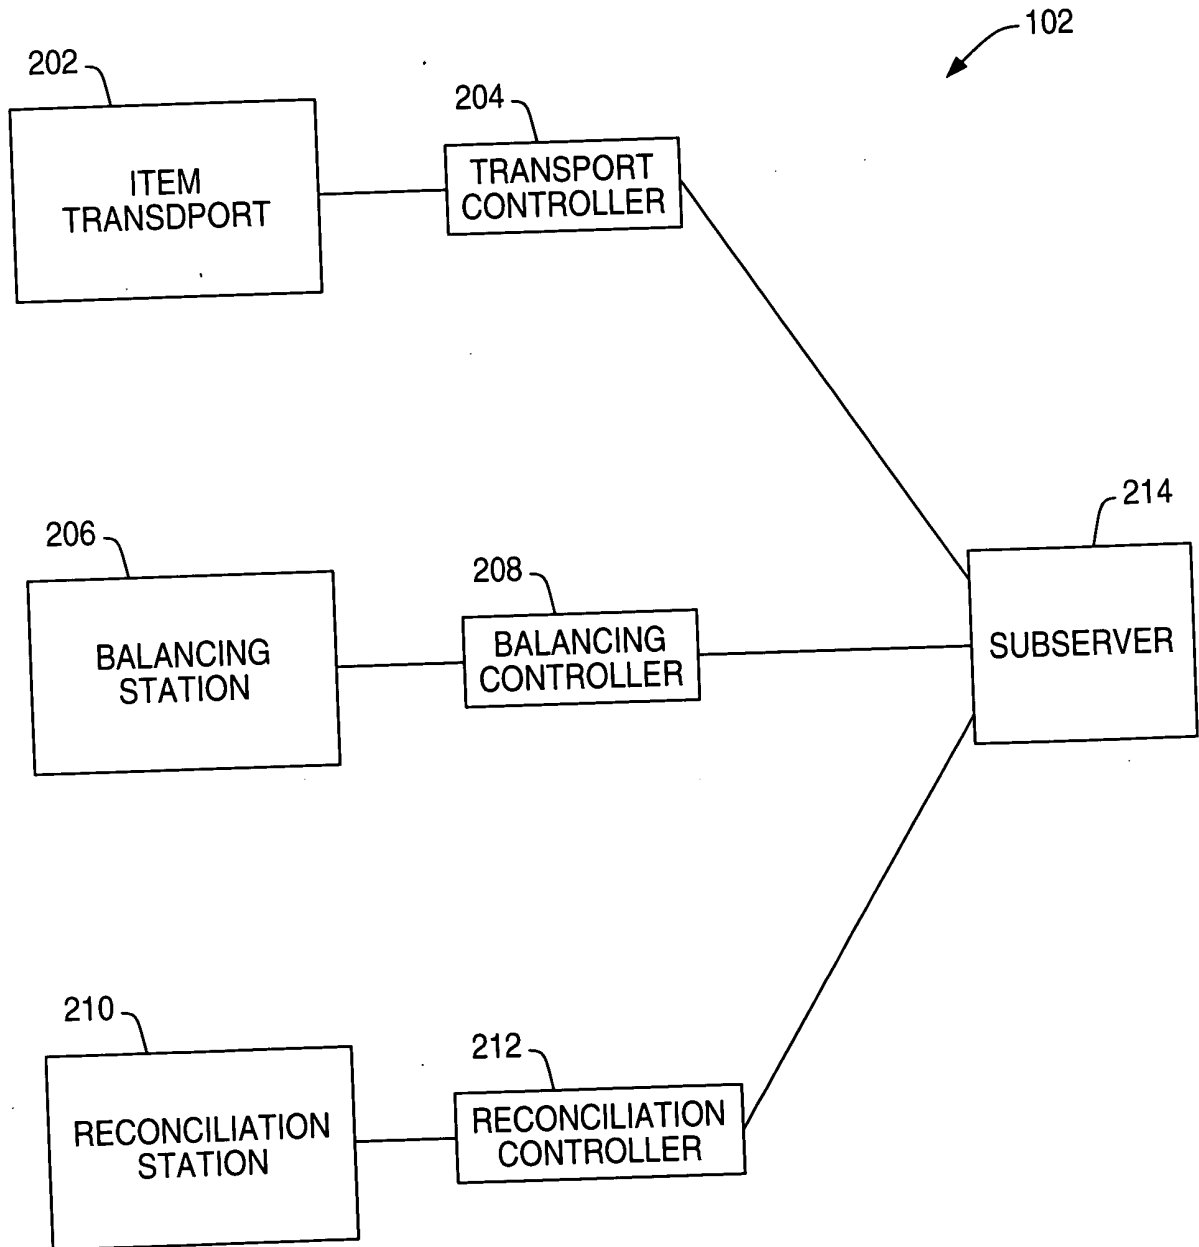 102
202
ITEM
TRANSDPORT
204
TRANSPORT
CONTROLLER
206
BALANCING
STATION
208
BALANCING
CONTROLLER
214
SUBSERVER
210
RECONCILIATION
STATION
212
RECONCILIATION
CONTROLLER